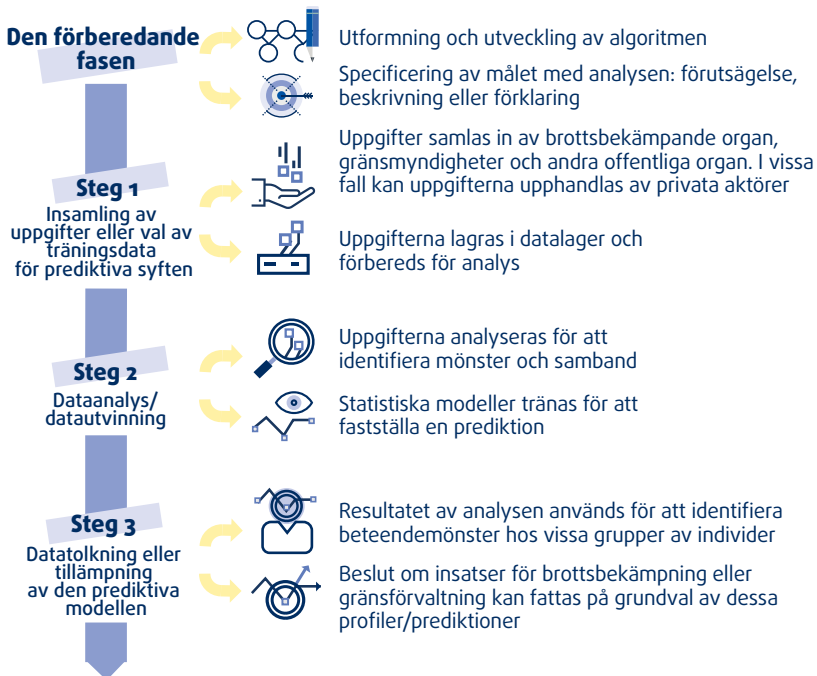 Den förberedande
fasen
Utformning och utveckling av algoritmen
Specificering av målet med analysen: förutsägelse,
beskrivning eller förklaring
Steg 1
Insamling av
uppgifter eller val av
träningsdata
för prediktiva syften
Uppgifter samlas in av brottsbekämpande organ,
gränsmyndigheter och andra offentliga organ. I vissa
fall kan uppgifterna upphandlas av privata aktörer
Uppgifterna lagras i datalager och
förbereds för analys
Steg 2
Dataanalys/
datautvinning
Uppgifterna analyseras för att
identifiera mönster och samband
Statistiska modeller tränas för att
fastställa en prediktion
Steg 3
Datatolkning eller
tillämpning
av den prediktiva
modellen
Resultatet av analysen används för att identifiera
beteendemönster hos vissa grupper av individer
Beslut om insatser för brottsbekämpning eller
gränsförvaltning kan fattas på grundval av dessa
profiler/prediktioner